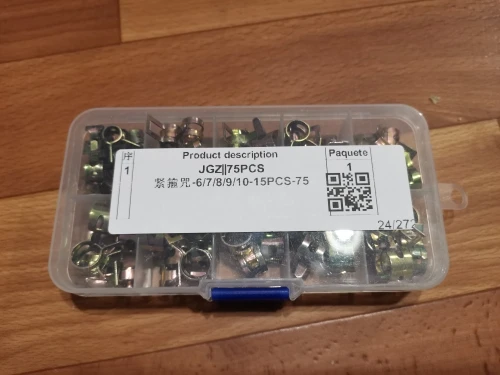 序 Product description Paquete
1 JGZ||75PCS 1
紧箍咒-6/7/8/9/10-15PCS-75
24/27